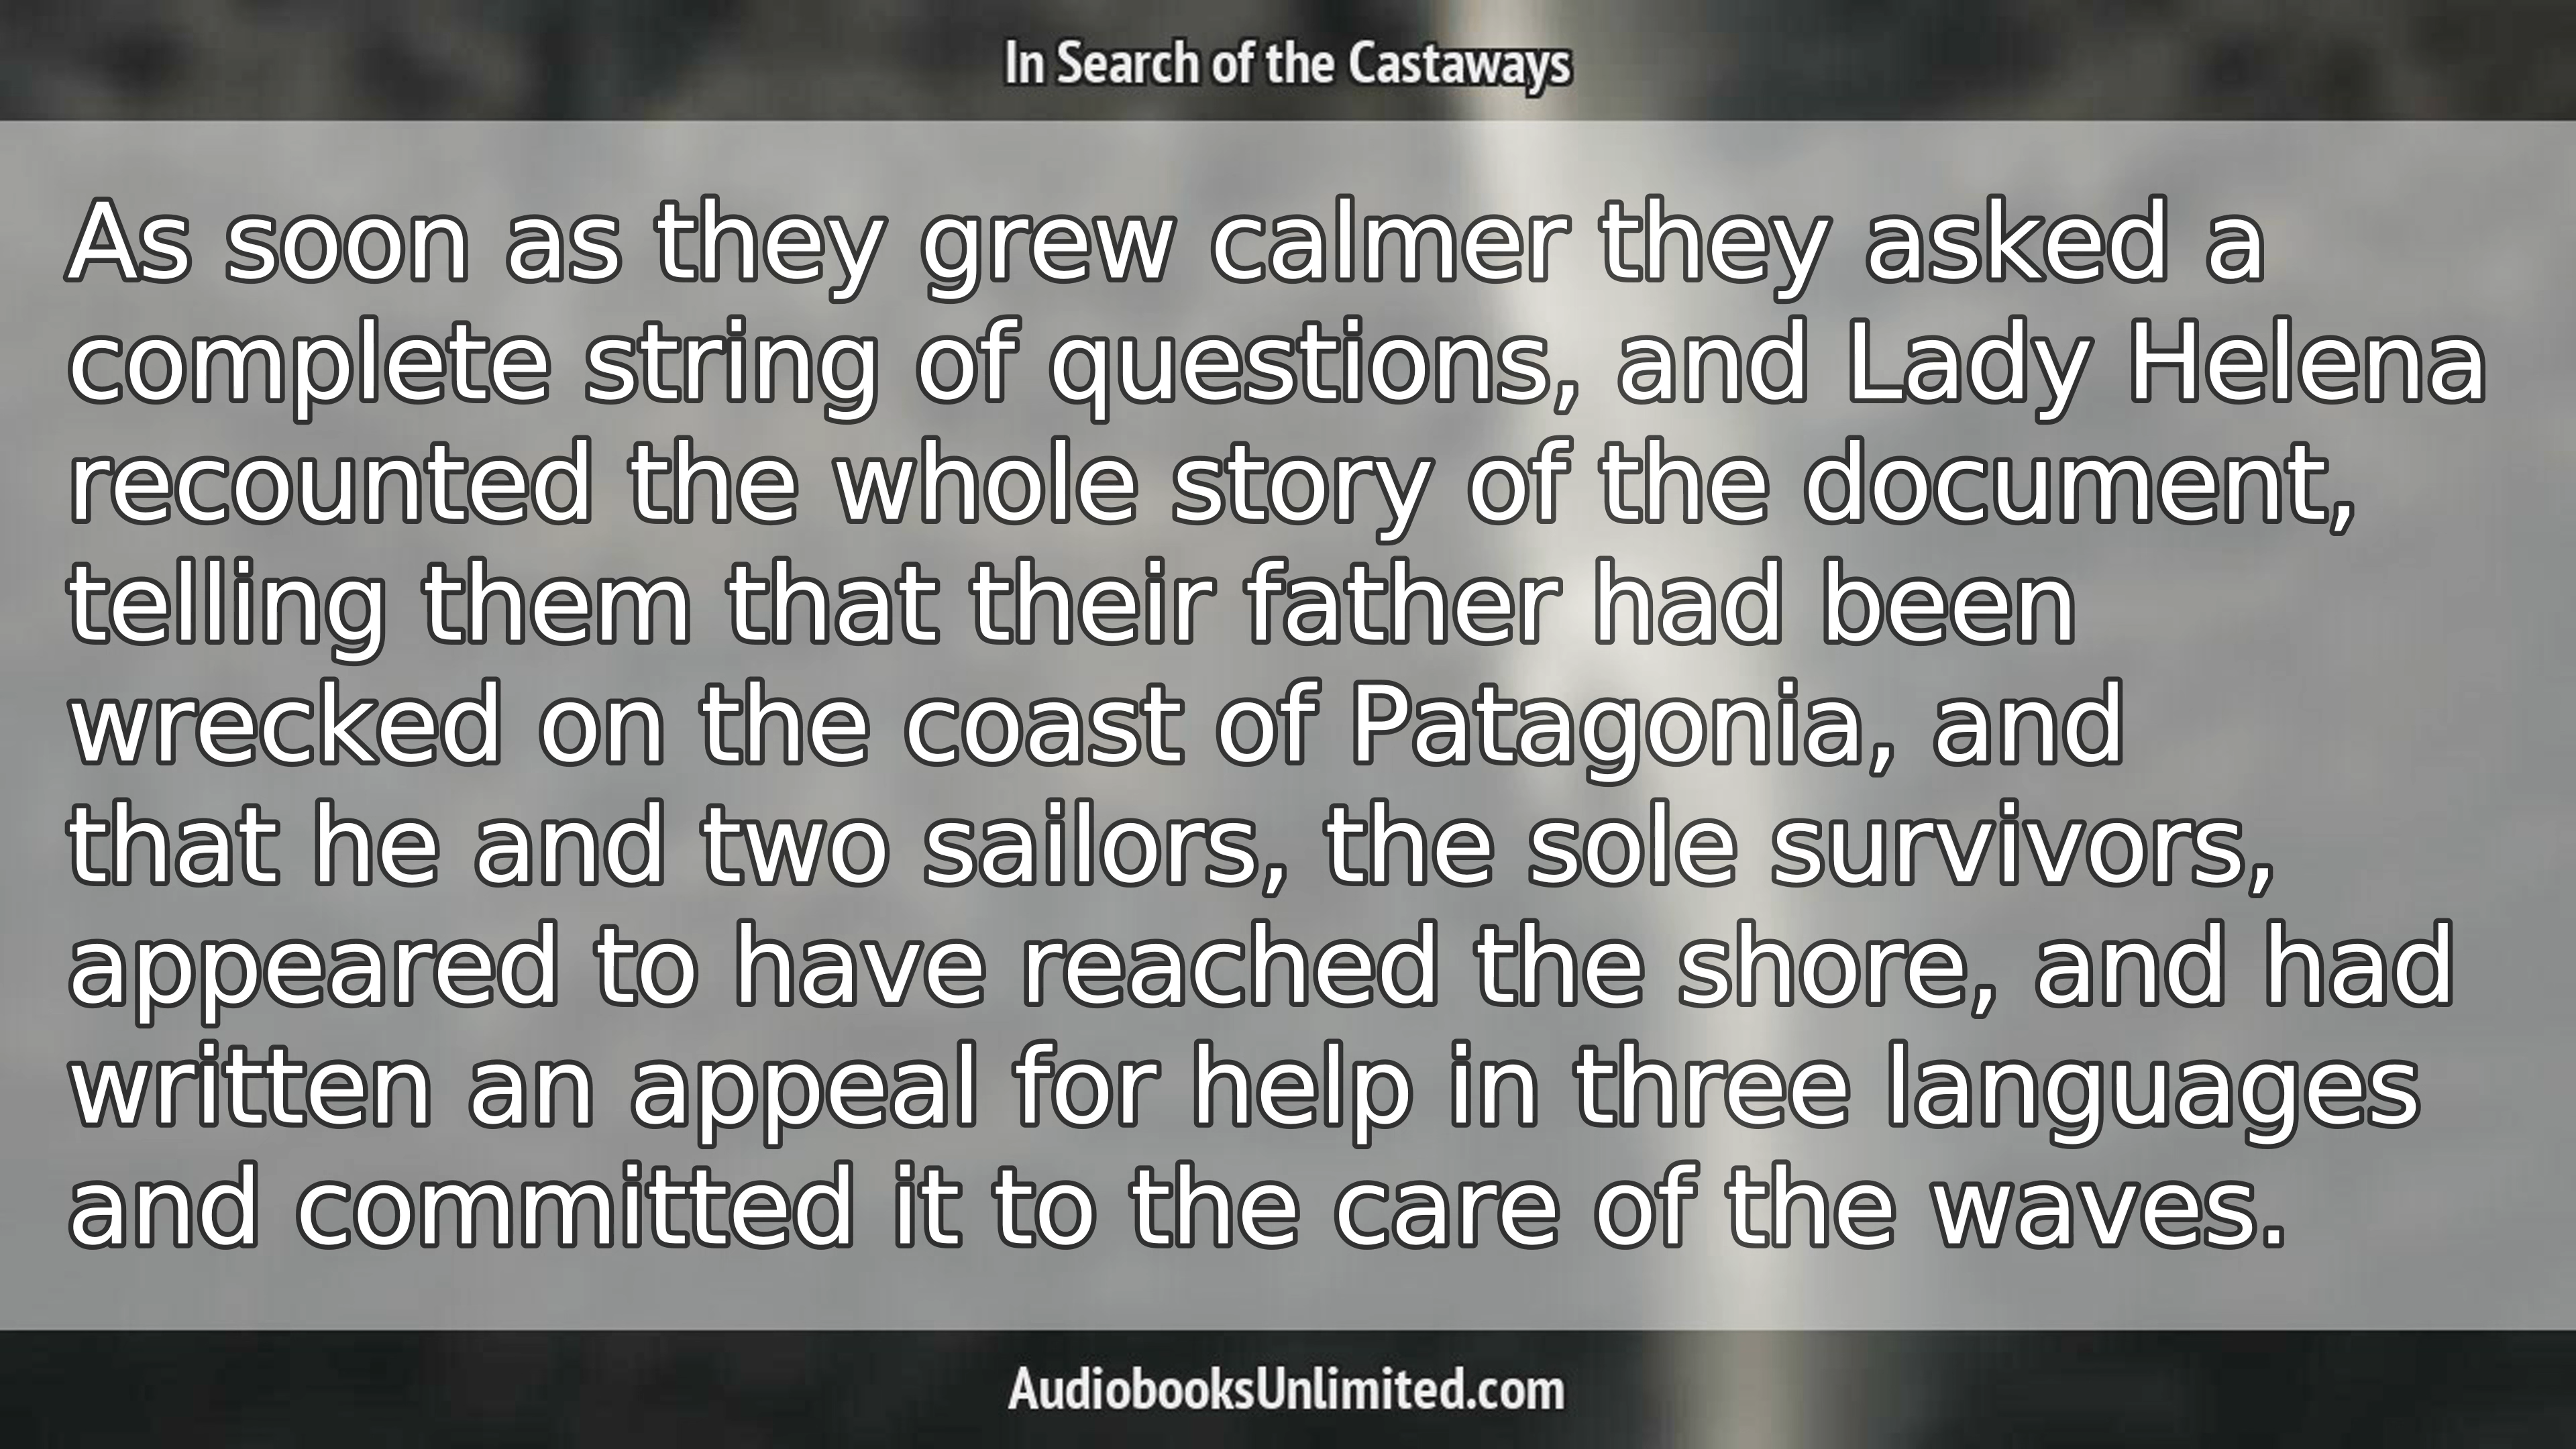 In Search of the Castaways
As soon as they grew calmer they asked a
complete string of questions, and Lady Helena
recounted the whole story of the document,
telling them that their father had been
wrecked on the coast of Patagonia, and
that he and two sailors, the sole survivors,
appeared to have reached the shore, and had
written an appeal for help in three languages
and committed it to the care of the waves.
AudiobooksUnlimited.com